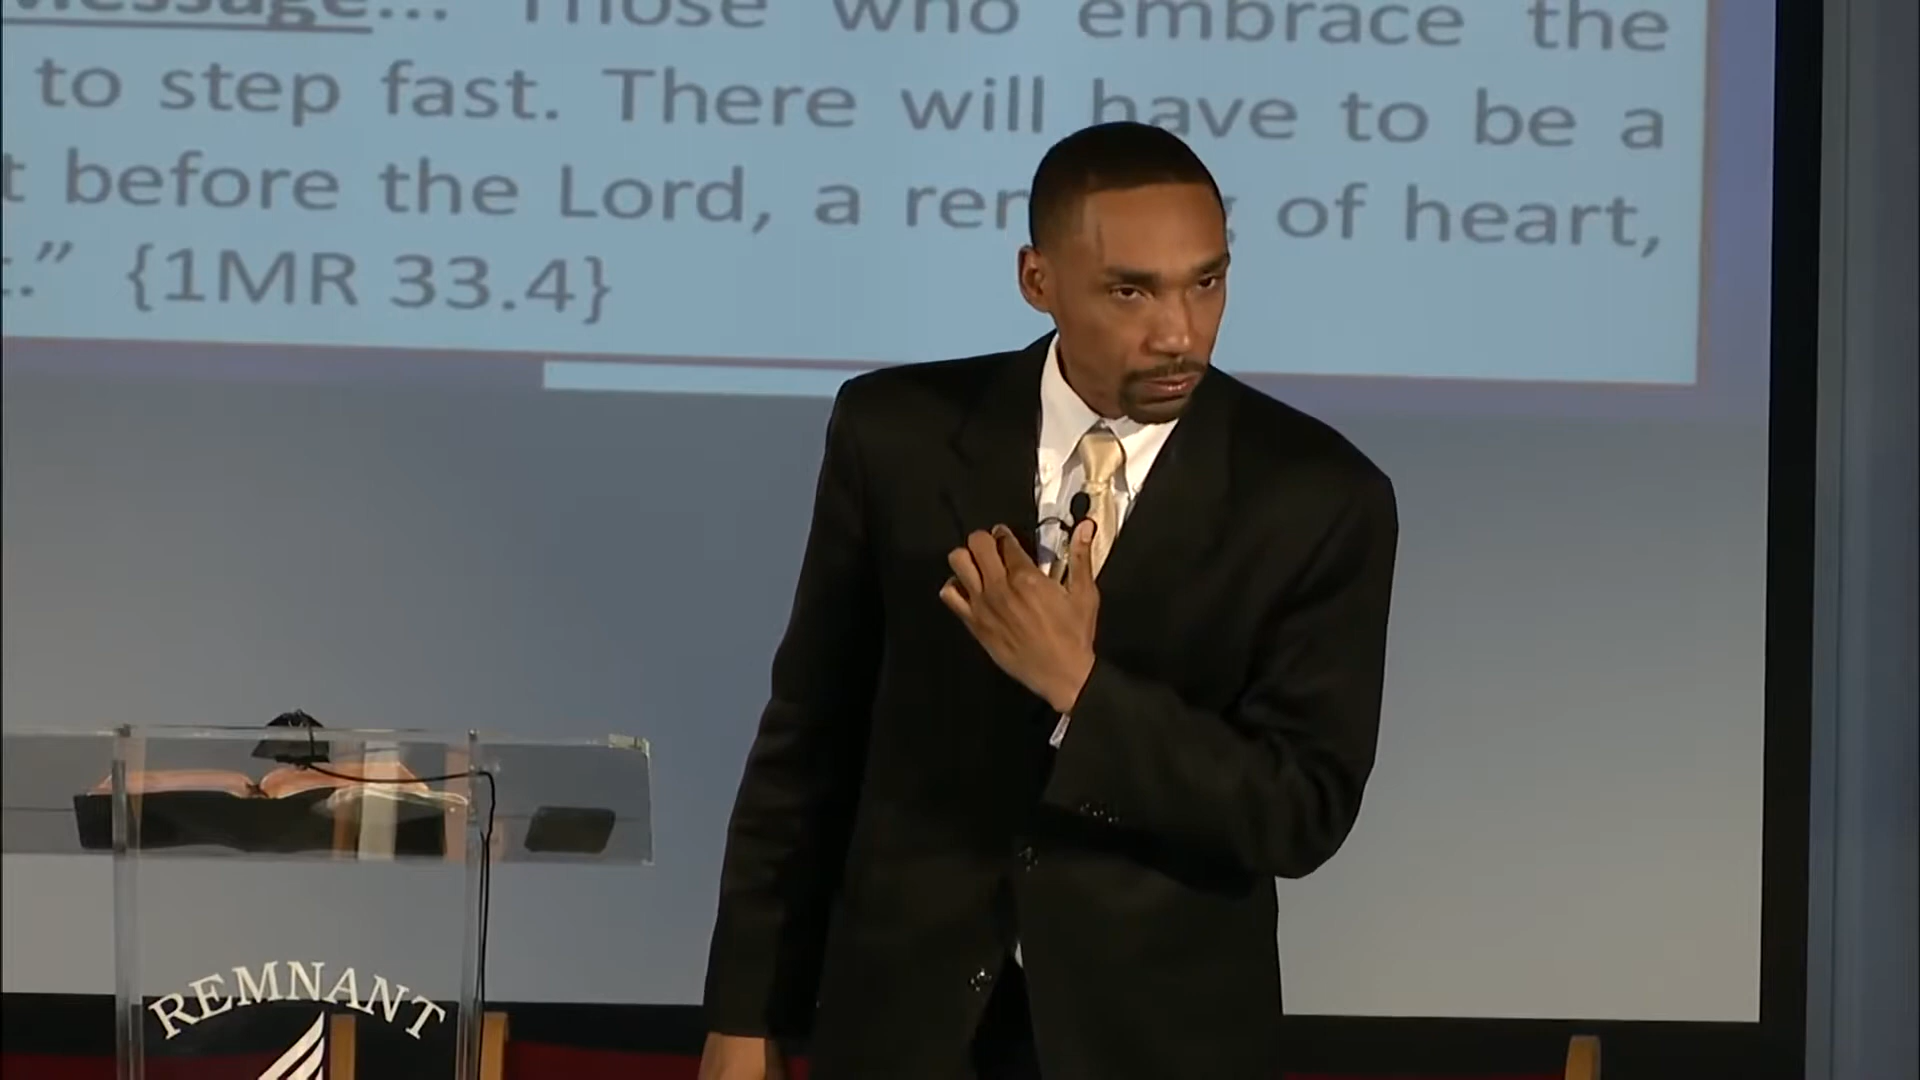 message... Those who embrace the
to step fast. There will have to be a
t before the Lord, a ren of heart,
.” {1MR 33.4}
REMNANT